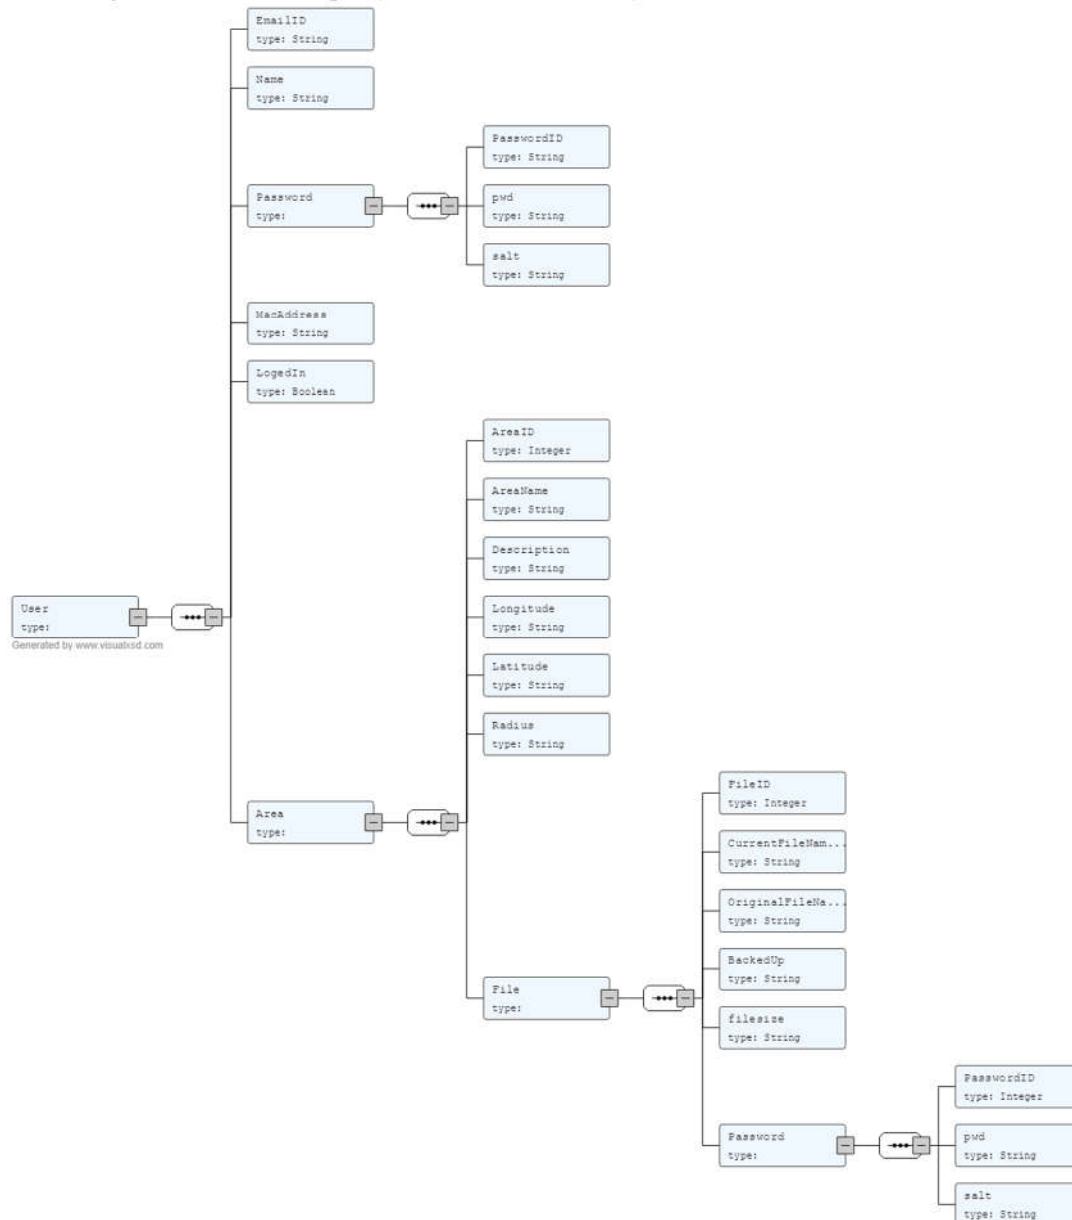 EmailID
type: String
Name
type: String
PasswordID
type: String
Password
type:
pwd
type: String
salt
type: String
MacAddress
type: String
LogedIn
type: Boolean
AreaID
type: Integer
AreaName
type: String
Description
type: String
User
type:
Generated by www.visualxsd.com
Longitude
type: String
Latitude
type: String
Radius
type: String
Area
type:
FileID
type: Integer
CurrentFileNam...
type: String
OriginalFileNa...
type: String
BackedUp
type: String
File
type:
filesize
type: String
PasswordID
type: Integer
Password
type:
pwd
type: String
salt
type: String